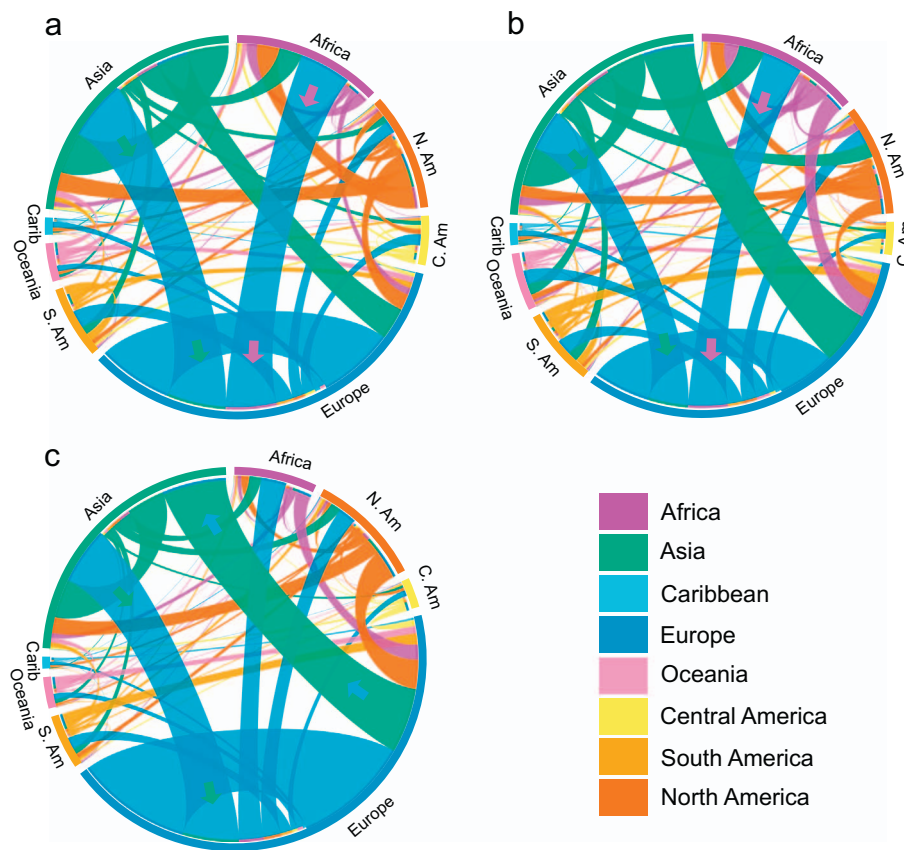 a
Africa
N. Am
C. Am
Europe
S. Am
Oceania
Carib
Asia
b
Africa
N. Am
C. Am
Europe
S. Am
Oceania
Carib
Asia
c
Africa
N. Am
C. Am
Europe
S. Am
Oceania
Carib
Asia
Africa
Asia
Caribbean
Europe
Oceania
Central America
South America
North America